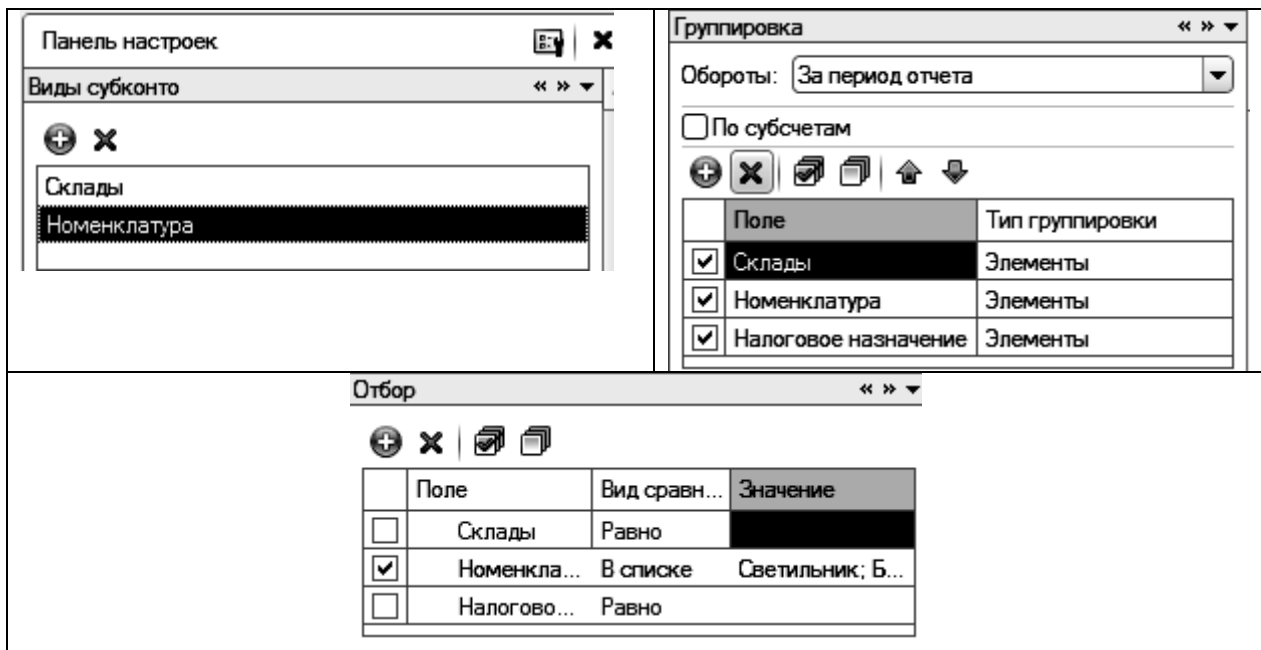 Панель настроек
Виды субконто
Склады
Номенклатура
Группировка
Обороты: За период отчета
По субсчетам
Поле Тип группировки
Склады Элементы
Номенклатура Элементы
Налоговое назначение Элементы
Отбор
Поле Вид сравн... Значение
Склады Равно
Номенкла... В списке Светильник; Б...
Налогово... Равно